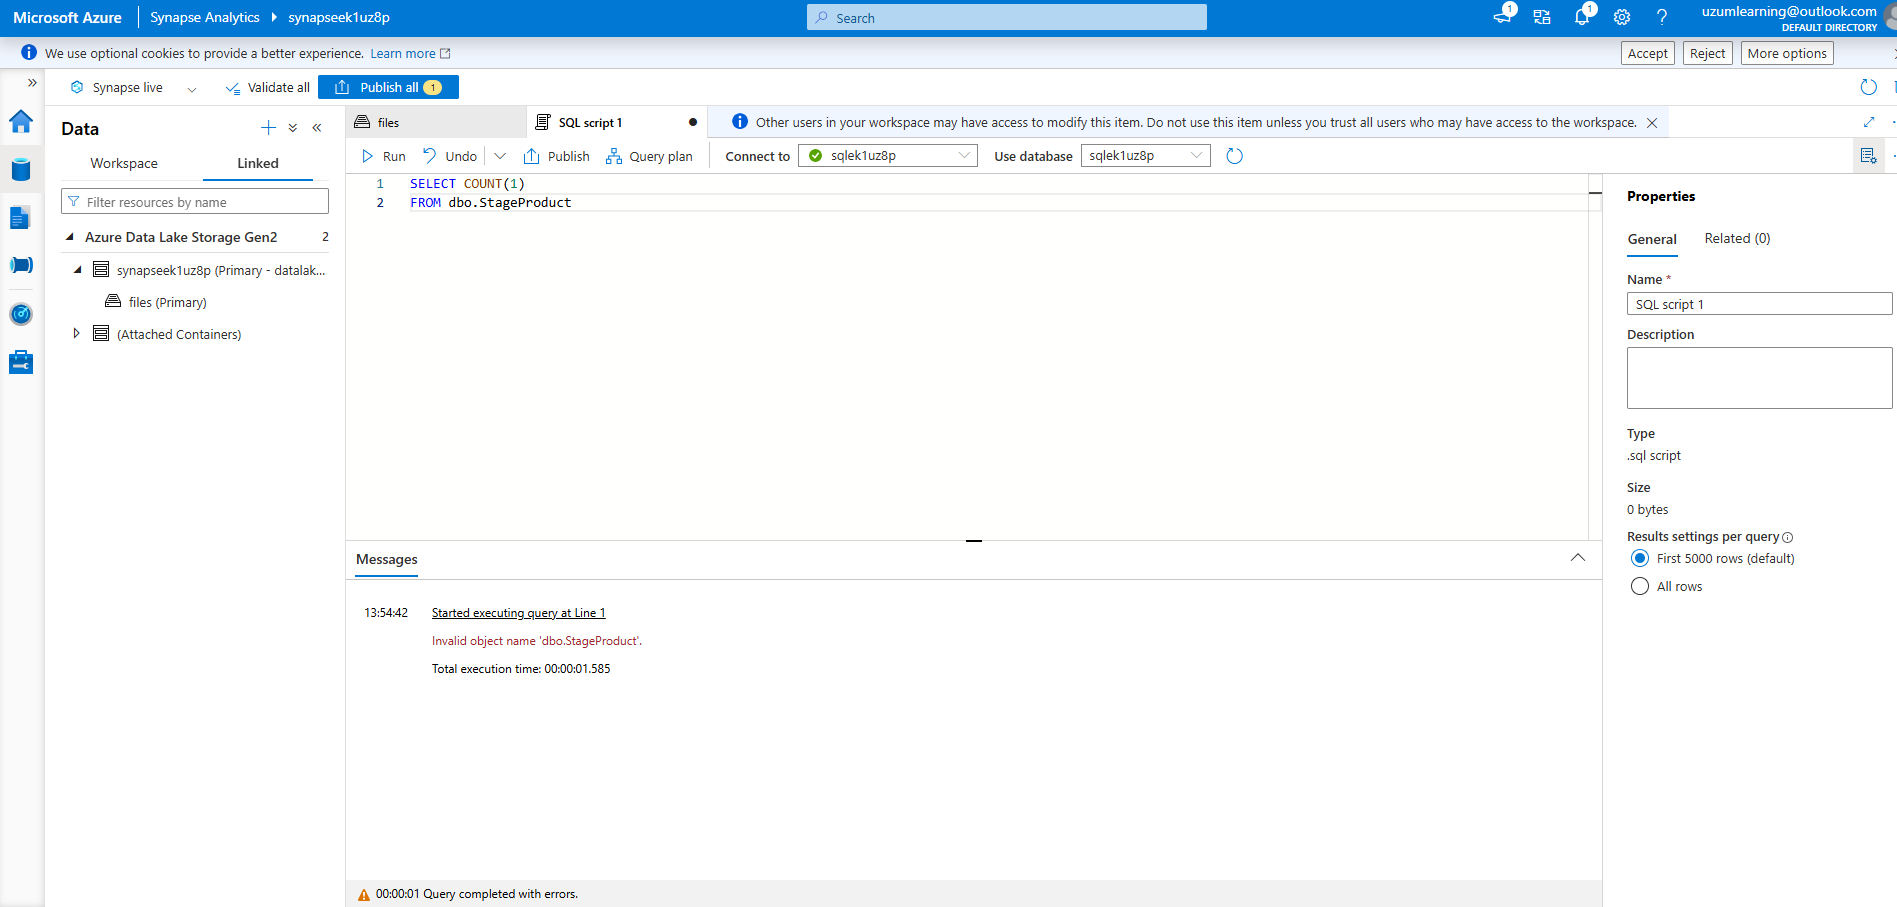 Microsoft Azure
Synapse Analytics
synapseek1uz8p
Search
1
1
uzumlearning@outlook.com
DEFAULT DIRECTORY
We use optional cookies to provide a better experience. Learn more
Accept
Reject
More options
Synapse live
Validate all
Publish all 1
Data
Workspace
Linked
Filter resources by name
Azure Data Lake Storage Gen2 2
synapseek1uz8p (Primary - datalak...
files (Primary)
(Attached Containers)
files
SQL script 1
Other users in your workspace may have access to modify this item. Do not use this item unless you trust all users who may have access to the workspace.
Run
Undo
Publish
Query plan
Connect to
sqlek1uz8p
Use database
sqlek1uz8p
1 SELECT COUNT(1)
2 FROM dbo.StageProduct
Messages
13:54:42 Started executing query at Line 1
Invalid object name 'dbo.StageProduct'.
Total execution time: 00:00:01.585
00:00:01 Query completed with errors.
Properties
General
Related (0)
Name *
SQL script 1
Description
Type
.sql script
Size
0 bytes
Results settings per query
First 5000 rows (default)
All rows